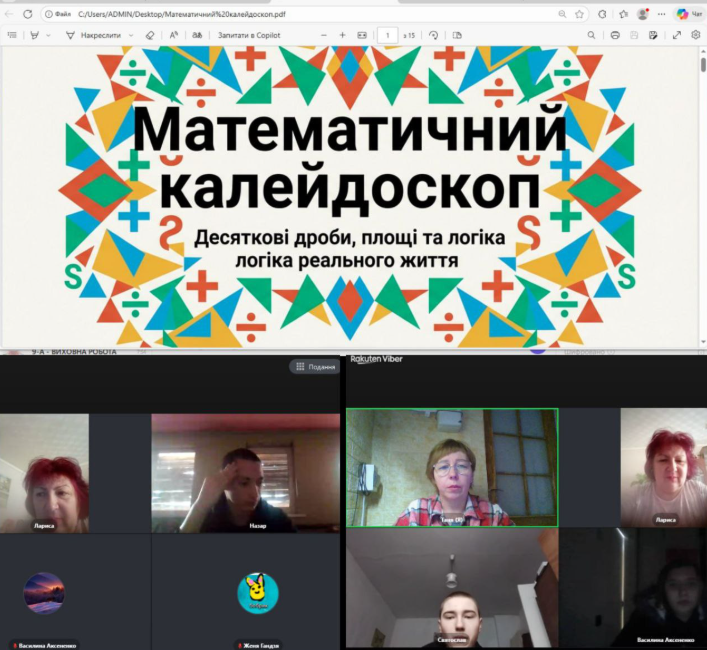 Файл
C:/Users/ADMIN/Desktop/Математичний%20калейдоскоп.pdf
Чат
Накреслити
Запитати в Copilot
1
з 15
Математичний
калейдоскоп
Десяткові дроби, площі та логіка
логіка реального життя
9-А - ВИХОВНА РОБОТА
Подання
Rakuten Viber
Лариса
Назар
Таня (Я)
Лариса
Святослав
Василина Аксененко
Женя Гандзя
Василина Аксененко